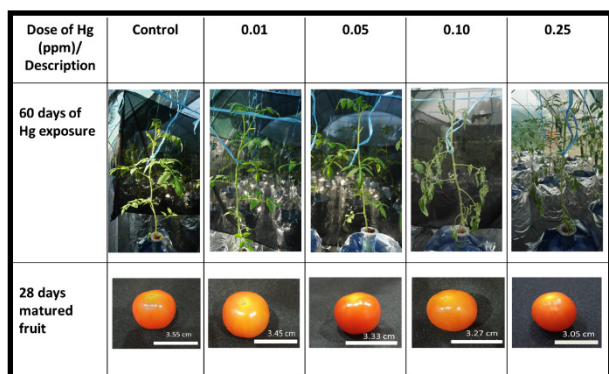 Dose of Hg
(ppm)/
Description
Control
0.01
0.05
0.10
0.25
60 days of
Hg exposure
28 days
matured
fruit
3.55 cm
3.45 cm
3.33 cm
3.27 cm
3.05 cm